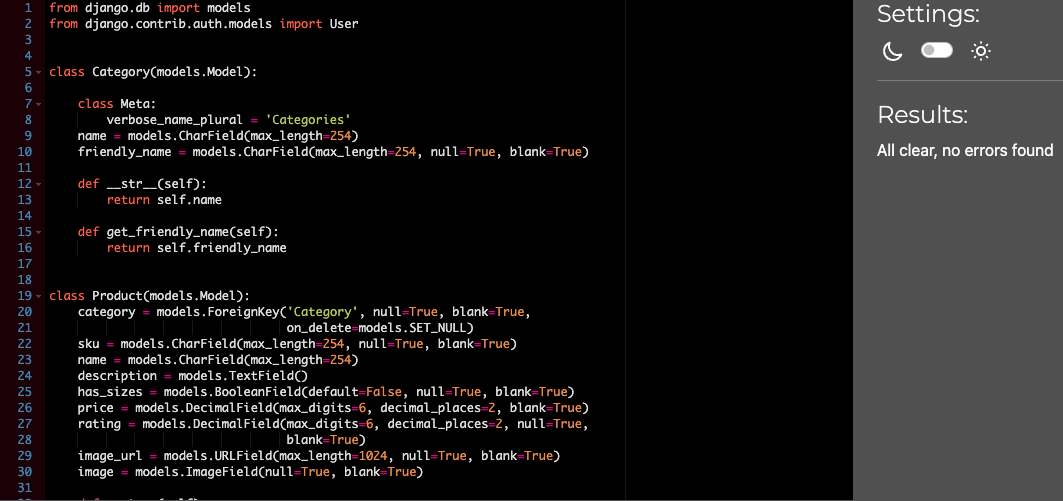 1 from django.db import models
2 from django.contrib.auth.models import User
3
4
5 class Category(models.Model):
6
7     class Meta:
8         verbose_name_plural = 'Categories'
9     name = models.CharField(max_length=254)
10     friendly_name = models.CharField(max_length=254, null=True, blank=True)
11
12     def __str__(self):
13         return self.name
14
15     def get_friendly_name(self):
16         return self.friendly_name
17
18
19 class Product(models.Model):
20     category = models.ForeignKey('Category', null=True, blank=True,
21                                  on_delete=models.SET_NULL)
22     sku = models.CharField(max_length=254, null=True, blank=True)
23     name = models.CharField(max_length=254)
24     description = models.TextField()
25     has_sizes = models.BooleanField(default=False, null=True, blank=True)
26     price = models.DecimalField(max_digits=6, decimal_places=2, blank=True)
27     rating = models.DecimalField(max_digits=6, decimal_places=2, null=True,
28                                  blank=True)
29     image_url = models.URLField(max_length=1024, null=True, blank=True)
30     image = models.ImageField(null=True, blank=True)
31
Settings:
Results:
All clear, no errors found